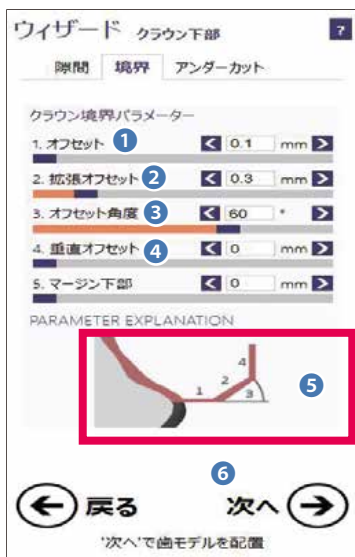 ウィザード クラウン下部 ?
隙間 境界 アンダーカット
クラウン境界パラメーター
1. オフセット 1 < 0.1 mm >
2. 拡張オフセット 2 < 0.3 mm >
3. オフセット角度 3 < 60 ° >
4. 垂直オフセット 4 < 0 mm >
5. マージン下部 < 0 mm >
PARAMETER EXPLANATION
4
1 2 3 5
6
戻る 次へ
'次へ'で歯モデルを配置